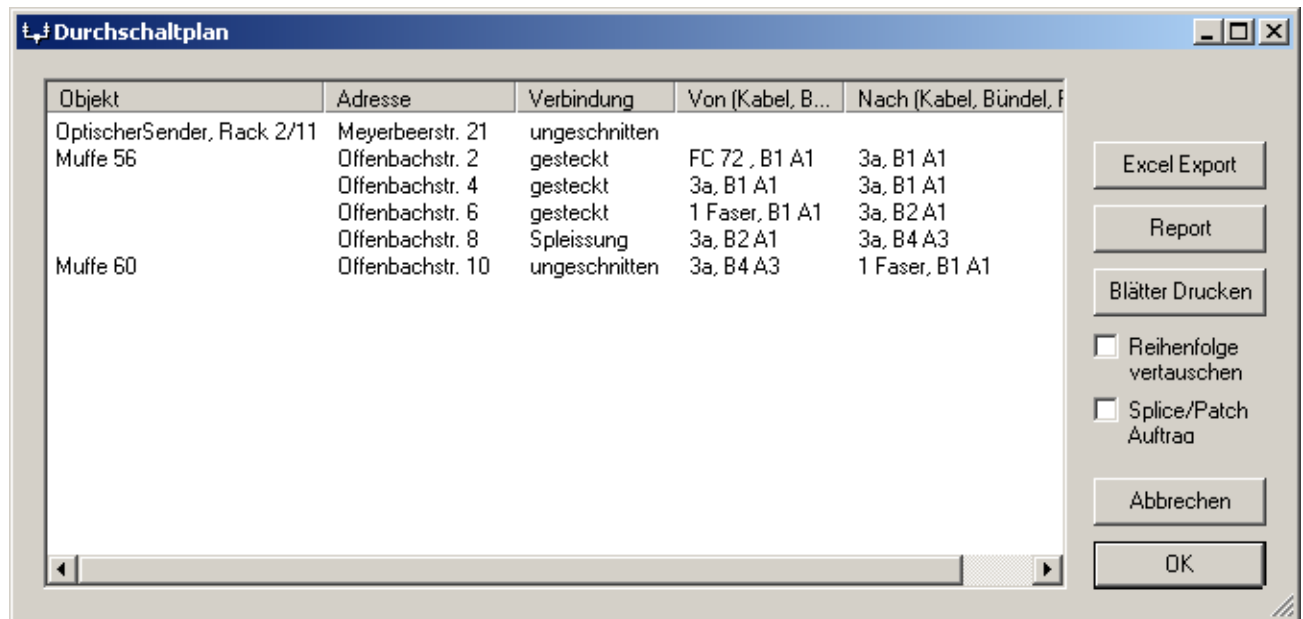 Durchschaltplan
Objekt Adresse Verbindung Von (Kabel, B... Nach (Kabel, Bündel, F
OptischerSender, Rack 2/11 Meyerbeerstr. 21 ungeschnitten
Muffe 56 Offenbachstr. 2 gesteckt FC 72 , B1 A1 3a, B1 A1
Offenbachstr. 4 gesteckt 3a, B1 A1 3a, B1 A1
Offenbachstr. 6 gesteckt 1 Faser, B1 A1 3a, B2 A1
Offenbachstr. 8 Spleissung 3a, B2 A1 3a, B4 A3
Muffe 60 Offenbachstr. 10 ungeschnitten 3a, B4 A3 1 Faser, B1 A1
Excel Export
Report
Blätter Drucken
Reihenfolge
vertauschen
Splice/Patch
Auftrag
Abbrechen
OK